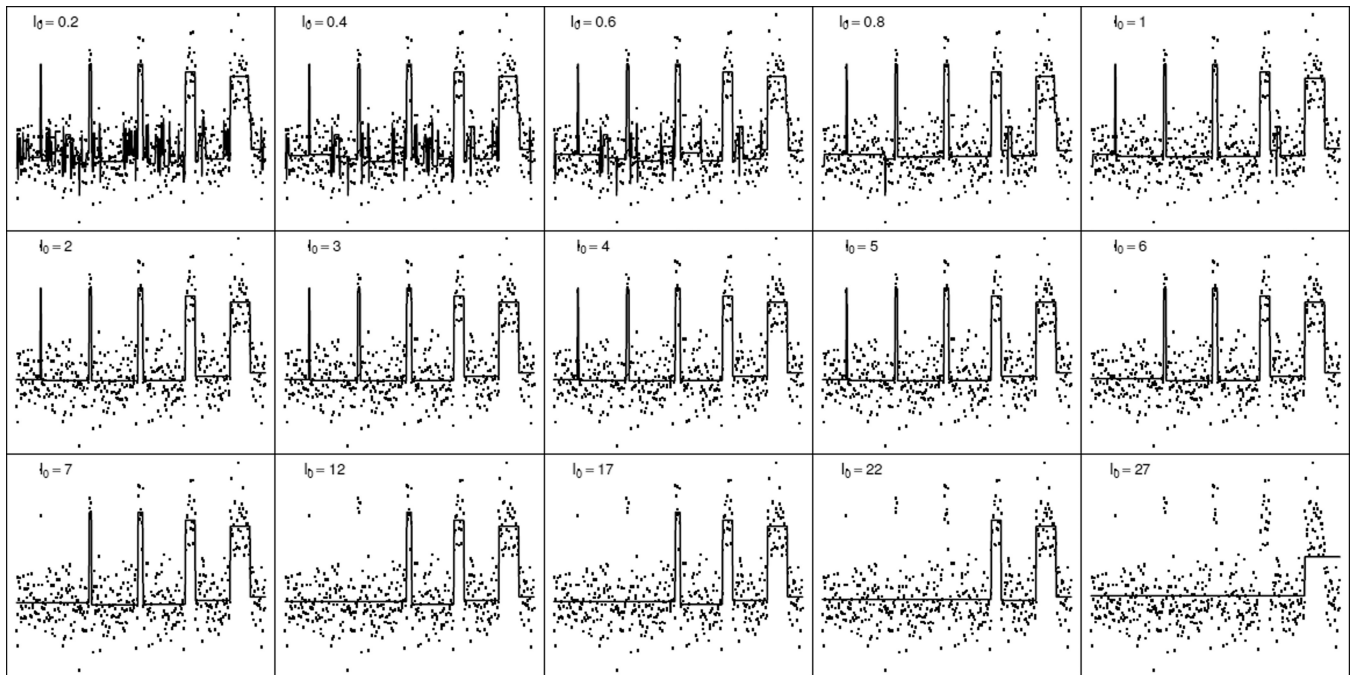 l₀ = 0.2
l₀ = 0.4
l₀ = 0.6
l₀ = 0.8
l₀ = 1
l₀ = 2
l₀ = 3
l₀ = 4
l₀ = 5
l₀ = 6
l₀ = 7
l₀ = 12
l₀ = 17
l₀ = 22
l₀ = 27